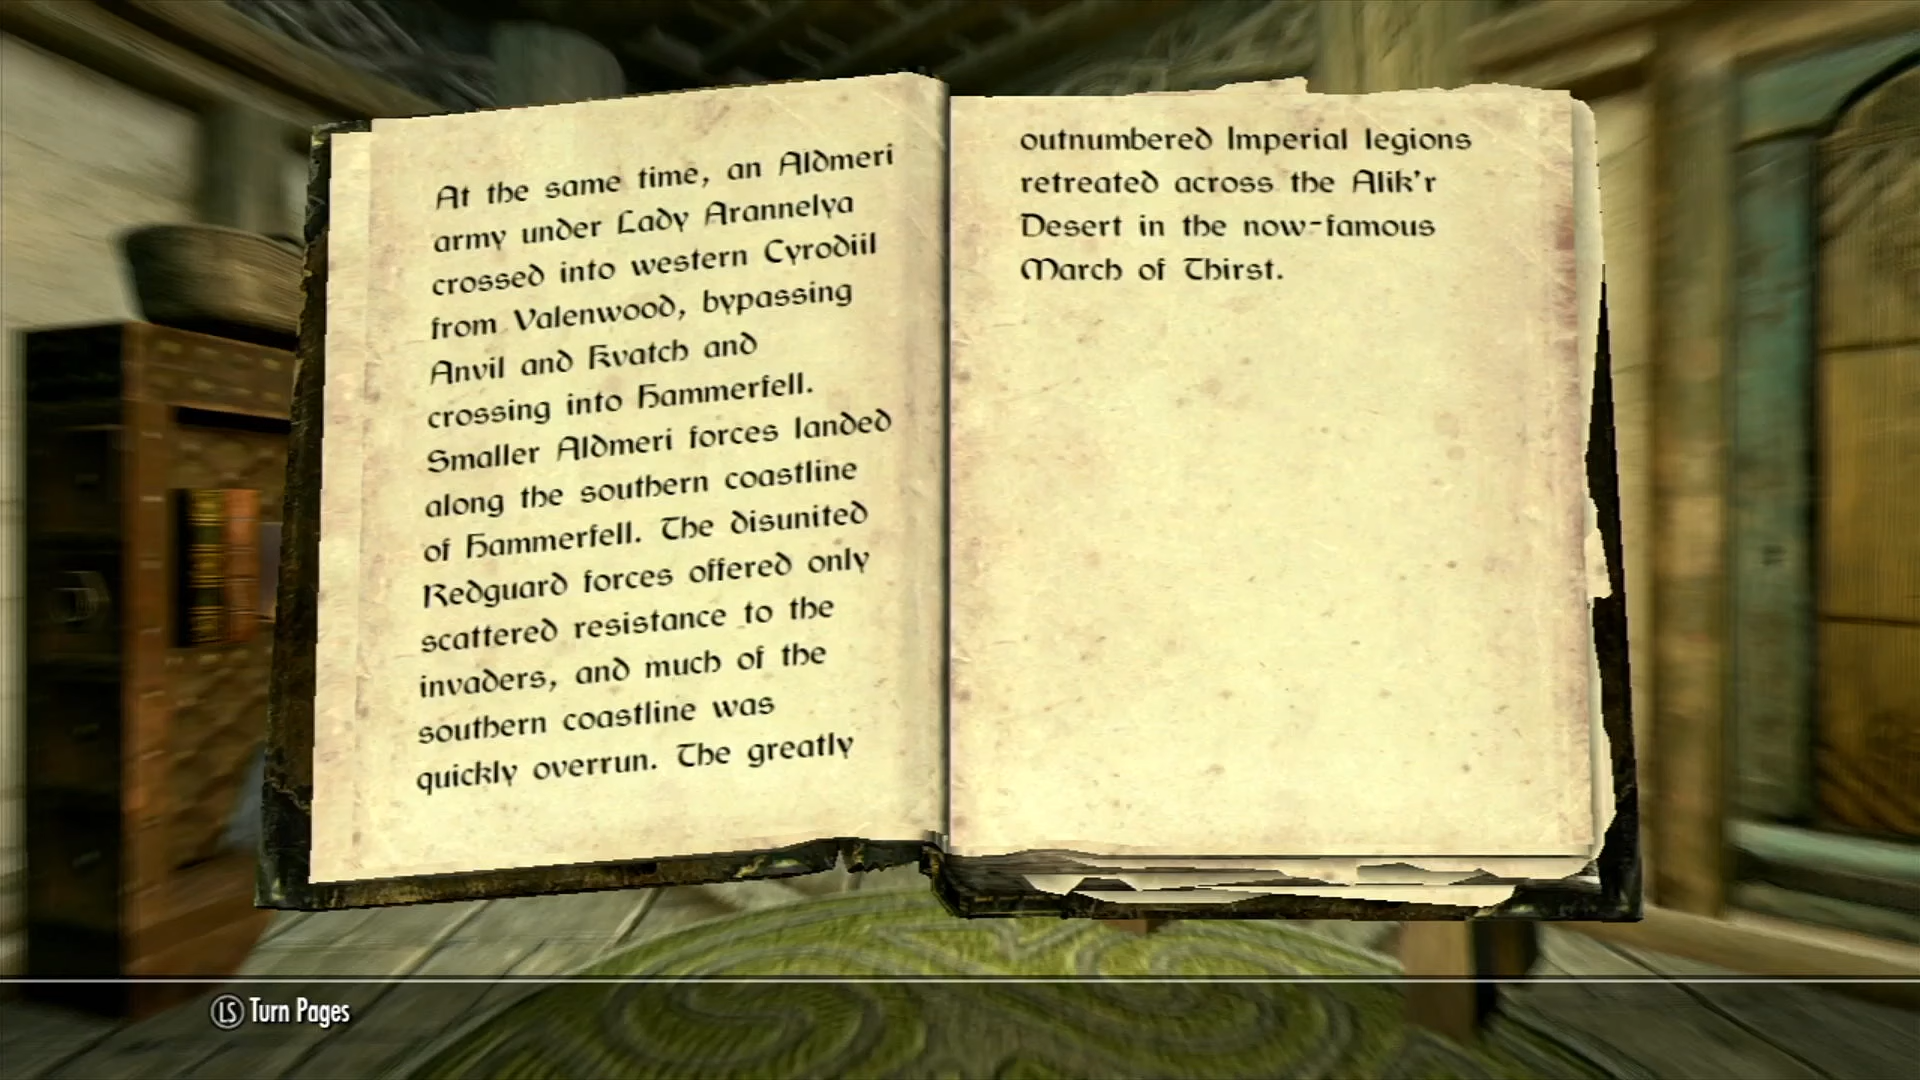 At the same time, an Aldmeri
army under Lady Arannelya
crossed into western Cyrodiil
from Valenwood, bypassing
Anvil and Kvatch and
crossing into Hammerfell.
Smaller Aldmeri forces landed
along the southern coastline
of Hammerfell. The disunited
Redguard forces offered only
scattered resistance to the
invaders, and much of the
southern coastline was
quickly overrun. The greatly
outnumbered Imperial legions
retreated across the Alik'r
Desert in the now-famous
March of Thirst.
LS Turn Pages